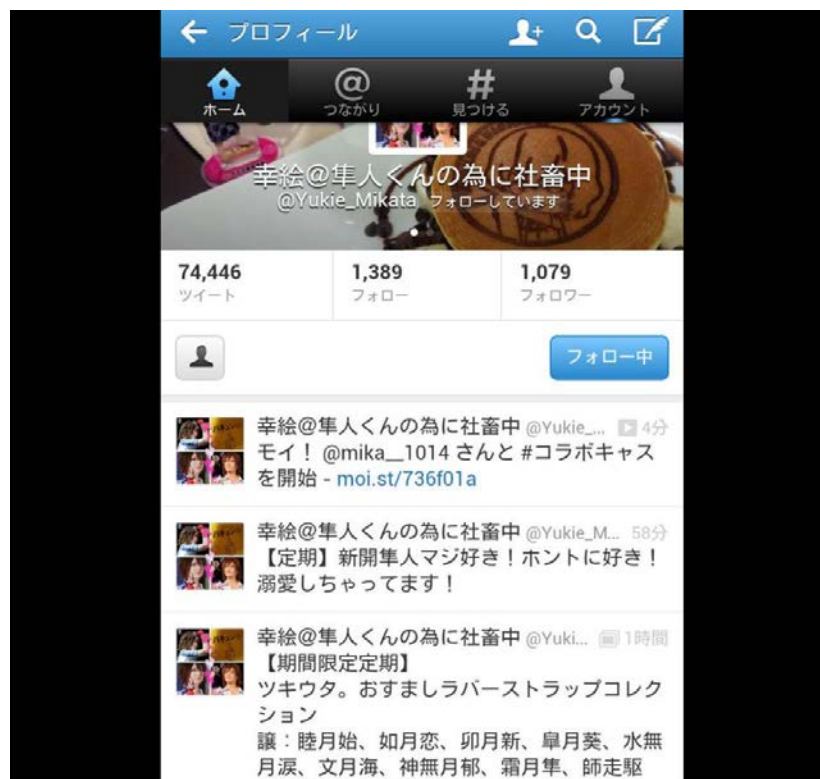 プロフィール
ホーム
つながり
見つける
アカウント
幸絵@隼人くんの為に社畜中
@Yukie_Mikata フォローしています
74,446 1,389 1,079
ツイート フォロー フォロワー
フォロー中
幸絵@隼人くんの為に社畜中 @Yukie_... 4分
モイ！ @mika__1014 さんと #コラボキャス
を開始 - moi.st/736f01a
幸絵@隼人くんの為に社畜中 @Yukie_M... 58分
【定期】新開隼人マジ好き！ホントに好き！
溺愛しちゃってます！
幸絵@隼人くんの為に社畜中 @Yuki... 1時間
【期間限定定期】
ツキウタ。おすましラバーストラップコレク
ション
譲：睦月始、如月恋、卯月新、皐月葵、水無
月涙、文月海、神無月郁、霜月隼、師走駆